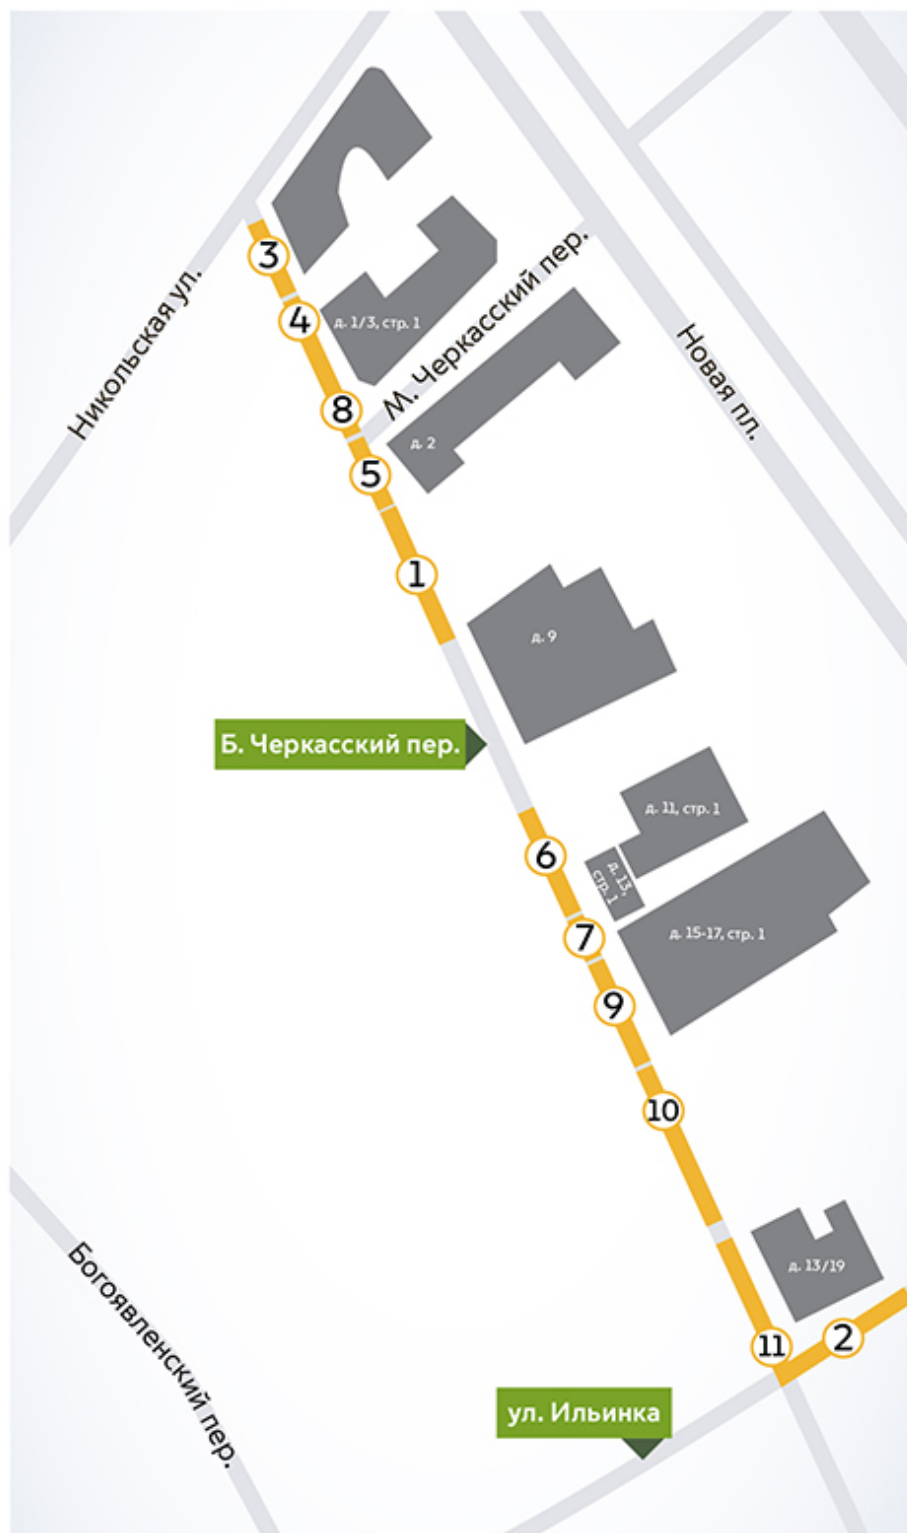 3
Никольская ул.
4
д. 1/3, стр. 1
М. Черкасский пер.
Новая пл.
8
д. 2
5
1
д. 9
Б. Черкасский пер.
д. 11, стр. 1
6
д. 13,
стр. 1
7
д. 15-17, стр. 1
9
10
Богоявленский пер.
д. 13/19
11
2
ул. Ильинка